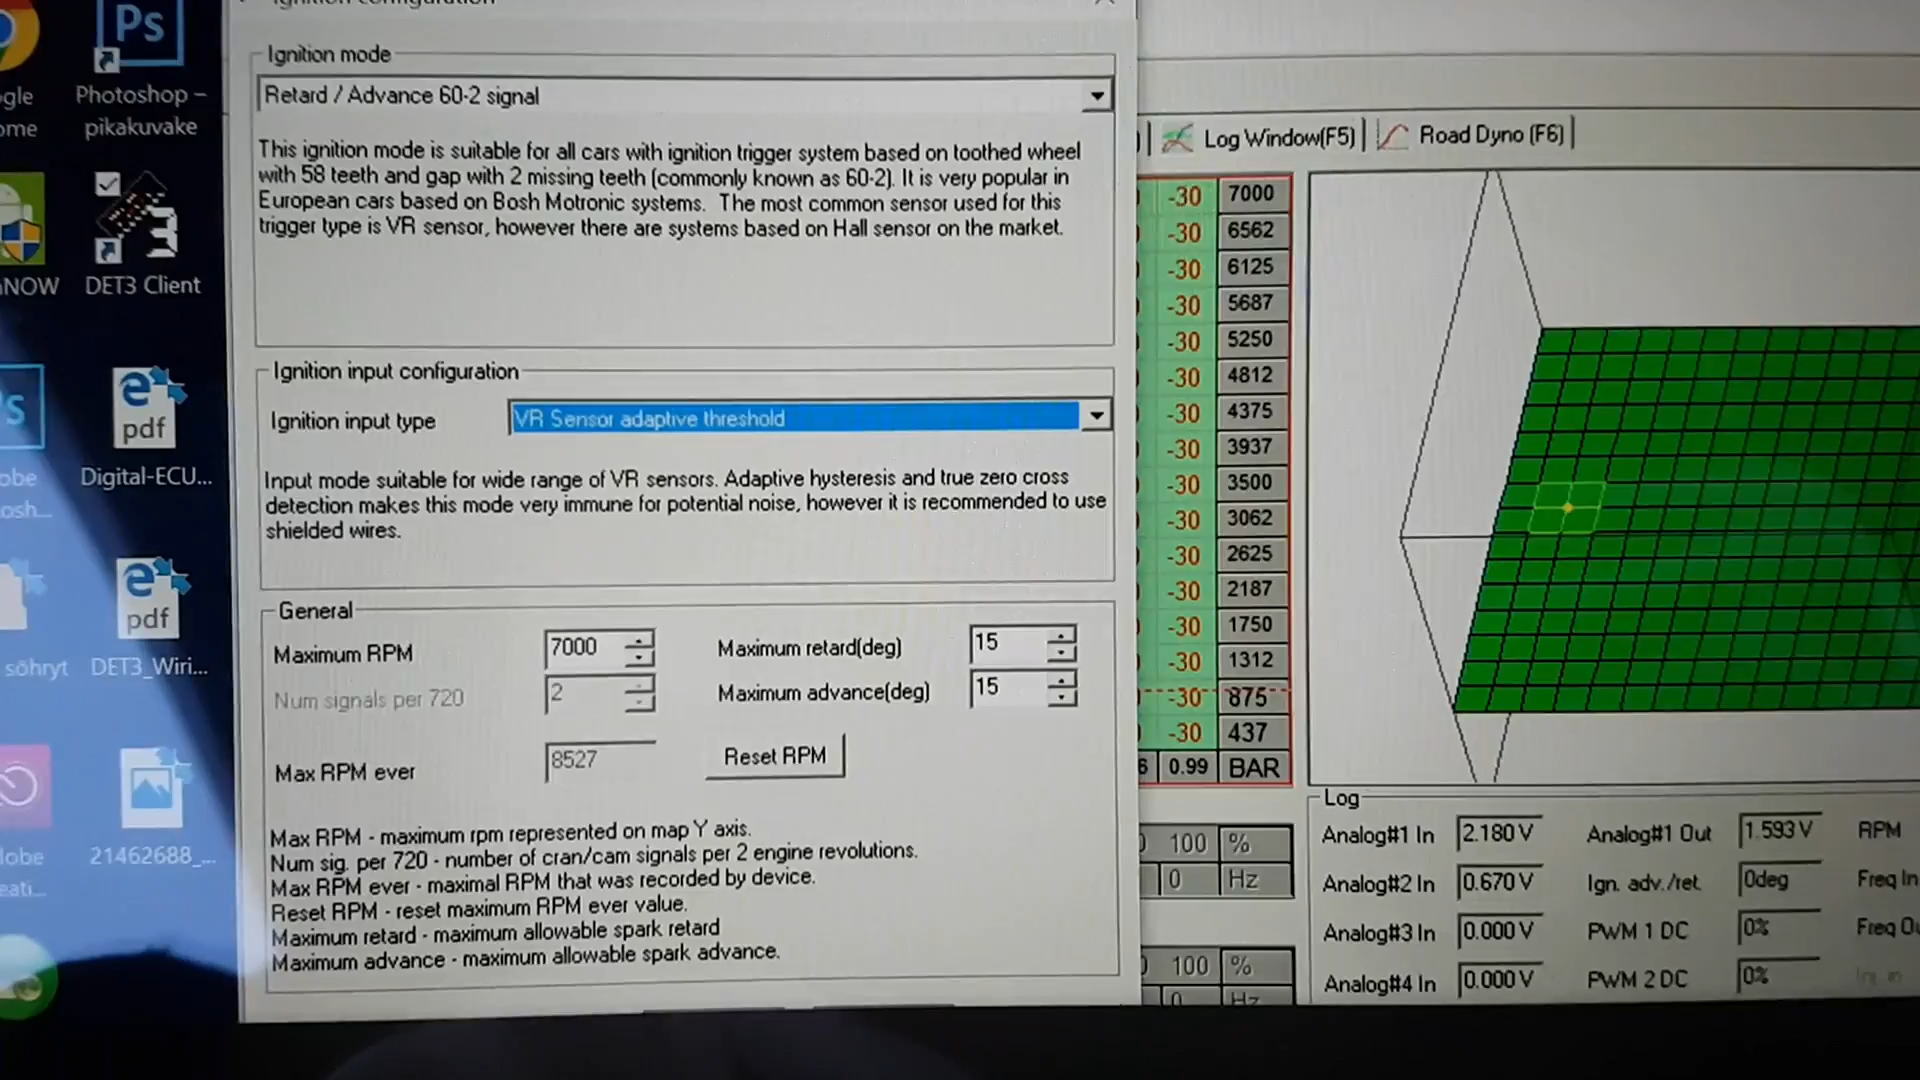 Ignition configuration
Ps
gle
ome
Photoshop –
pikakuvake
Ignition mode
Retard / Advance 60-2 signal
This ignition mode is suitable for all cars with ignition trigger system based on toothed wheel
with 58 teeth and gap with 2 missing teeth (commonly known as 60-2). It is very popular in
European cars based on Bosh Motronic systems. The most common sensor used for this
trigger type is VR sensor, however there are systems based on Hall sensor on the market.
NOW
DET3 Client
Ignition input configuration
Ignition input type
VR Sensor adaptive threshold
Input mode suitable for wide range of VR sensors. Adaptive hysteresis and true zero cross
detection makes this mode very immune for potential noise, however it is recommended to use
shielded wires.
pdf
Digital-ECU...
obe
osh...
pdf
söhryt
DET3_Wiri...
lobe
eati...
21462688_...
General
Maximum RPM 7000 Maximum retard(deg) 15
Num signals per 720 2 Maximum advance(deg) 15
Max RPM ever 8527 Reset RPM
Max RPM - maximum rpm represented on map Y axis.
Num sig. per 720 - number of cran/cam signals per 2 engine revolutions.
Max RPM ever - maximal RPM that was recorded by device.
Reset RPM - reset maximum RPM ever value.
Maximum retard - maximum allowable spark retard
Maximum advance - maximum allowable spark advance.
Log Window(F5) Road Dyno (F6)
-30 7000
-30 6562
-30 6125
-30 5687
-30 5250
-30 4812
-30 4375
-30 3937
-30 3500
-30 3062
-30 2625
-30 2187
-30 1750
-30 1312
-30 875
-30 437
6 0.99 BAR
100 %
0 Hz
100 %
0 Hz
Log
Analog#1 In 2.180 V Analog#1 Out 1.593 V RPM
Analog#2 In 0.670 V Ign. adv./ret. 0deg Freq In
Analog#3 In 0.000 V PWM 1 DC 0% Freq Ou
Analog#4 In 0.000 V PWM 2 DC 0%